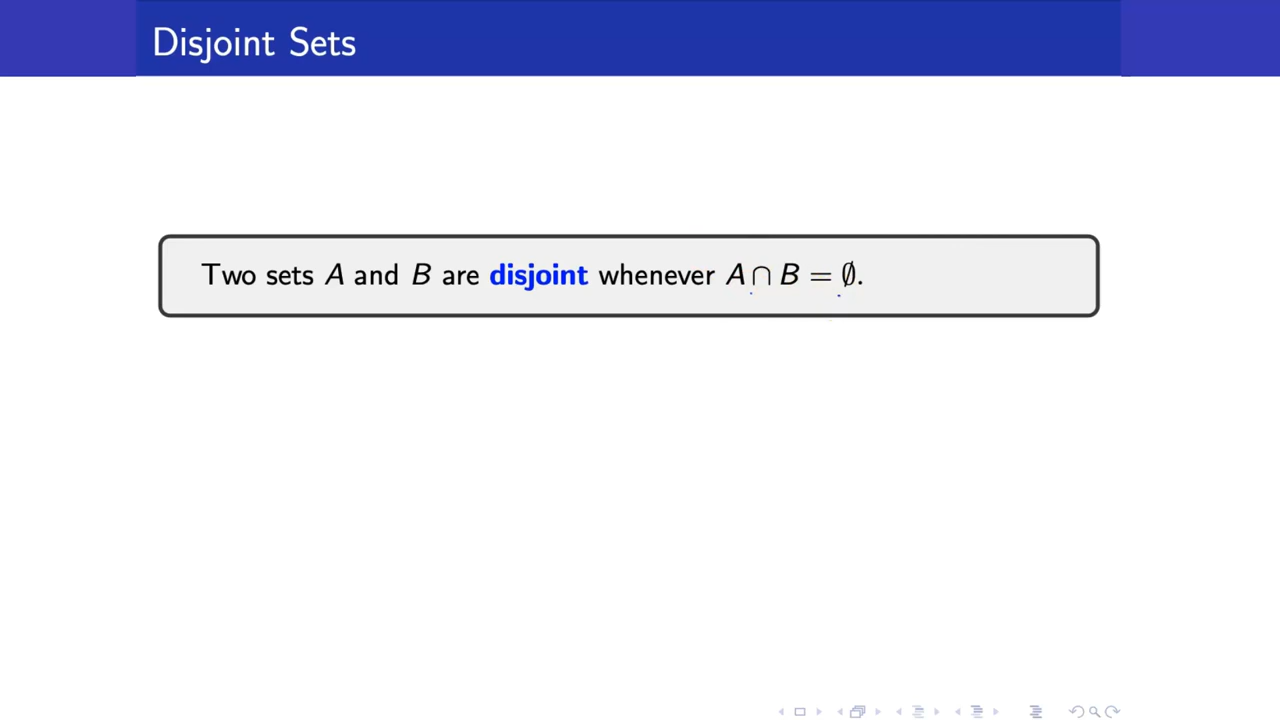 Disjoint Sets
Two sets A and B are disjoint whenever A ∩ B = ∅.